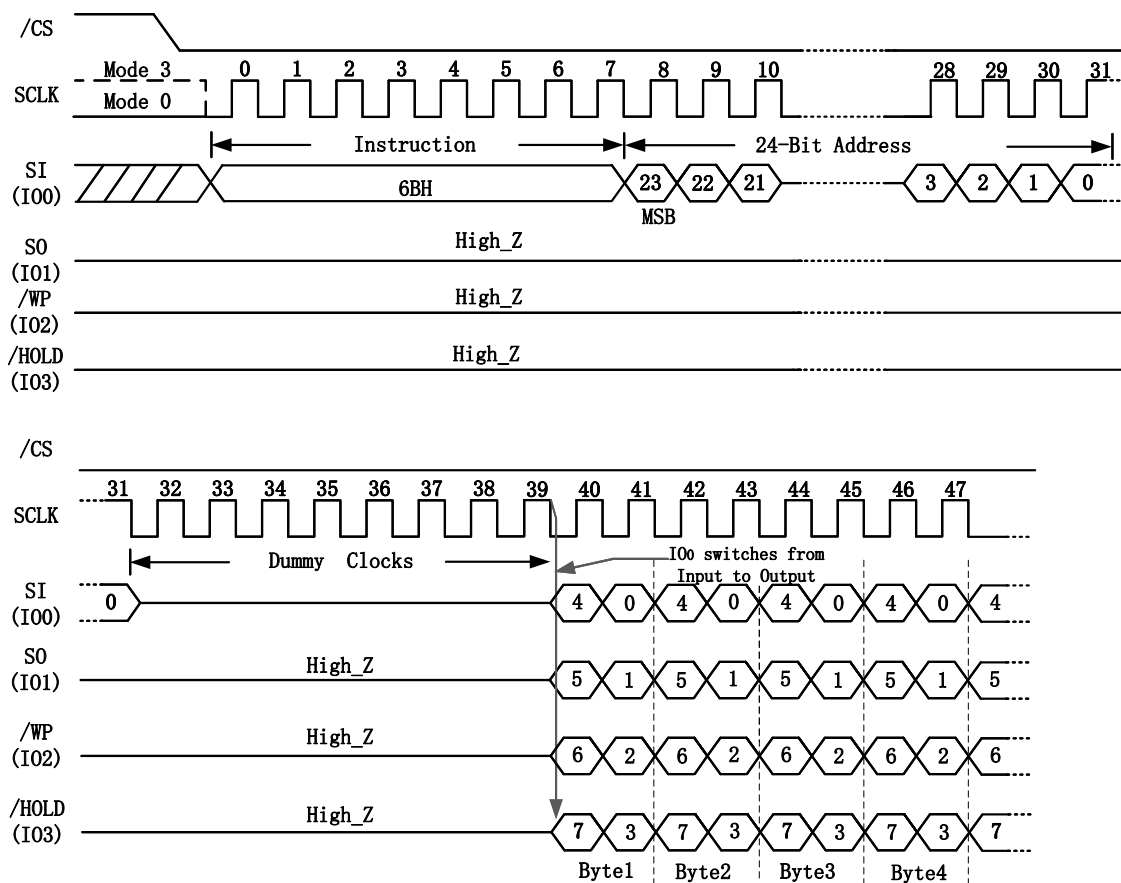 /CS
Mode 3 0 1 2 3 4 5 6 7 8 9 10 28 29 30 31
SCLK Mode 0
Instruction 24-Bit Address
SI
(IO0) 6BH 23 22 21 3 2 1 0
MSB
SO High_Z
(IO1)
/WP High_Z
(IO2)
/HOLD High_Z
(IO3)
/CS
31 32 33 34 35 36 37 38 39 40 41 42 43 44 45 46 47
SCLK
Dummy Clocks IO0 switches from
Input to Output
SI
(IO0) 0 4 0 4 0 4 0 4 0 4
SO High_Z
(IO1) 5 1 5 1 5 1 5 1 5
/WP High_Z
(IO2) 6 2 6 2 6 2 6 2 6
/HOLD High_Z
(IO3) 7 3 7 3 7 3 7 3 7
Byte1 Byte2 Byte3 Byte4